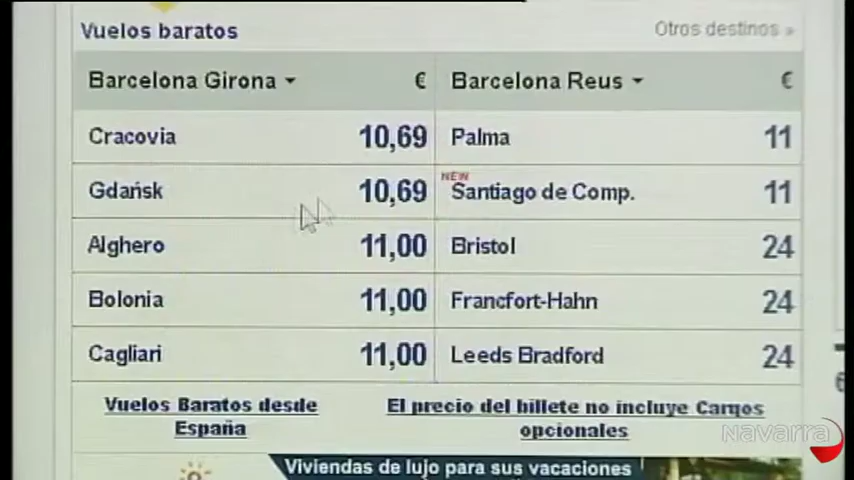 Vuelos baratos Otros destinos »
Barcelona Girona € Barcelona Reus €
Cracovia 10,69 Palma 11
Gdańsk 10,69 NEW Santiago de Comp. 11
Alghero 11,00 Bristol 24
Bolonia 11,00 Francfort-Hahn 24
Cagliari 11,00 Leeds Bradford 24
Vuelos Baratos desde España
El precio del billete no incluye Cargos opcionales
Navarra
Viviendas de lujo para sus vacaciones